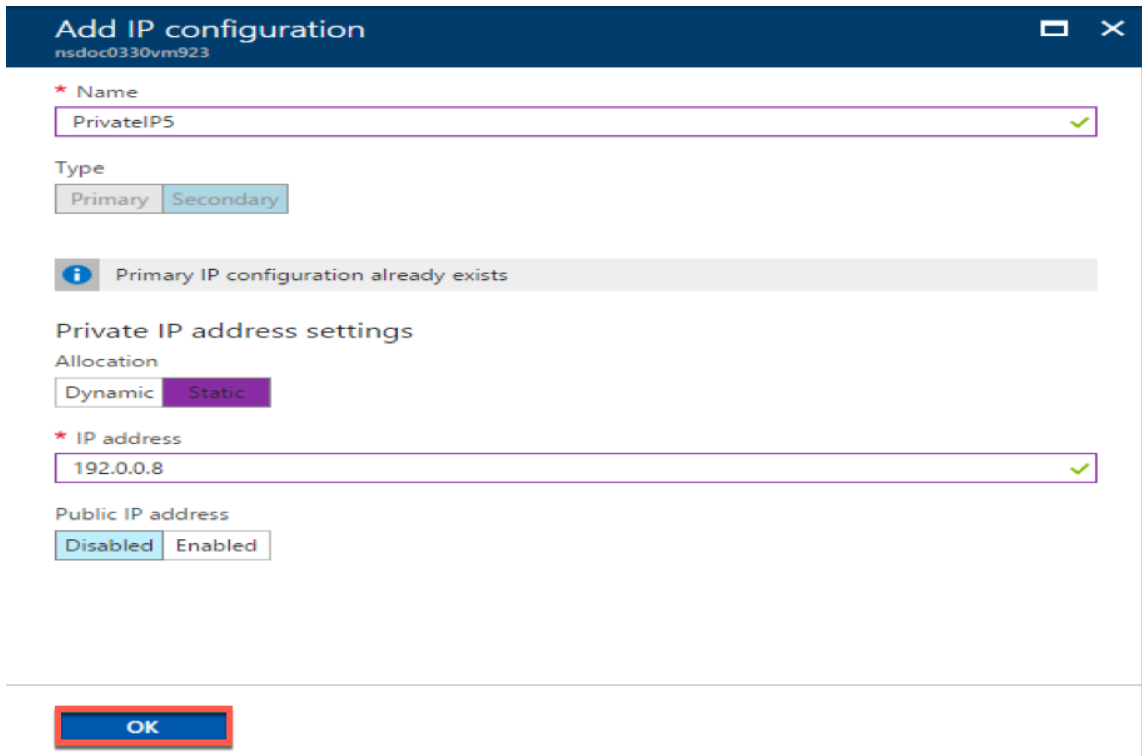 Add IP configuration
nsdoc0330vm923
* Name
PrivateIP5
Type
Primary Secondary
Primary IP configuration already exists
Private IP address settings
Allocation
Dynamic Static
* IP address
192.0.0.8
Public IP address
Disabled Enabled
OK